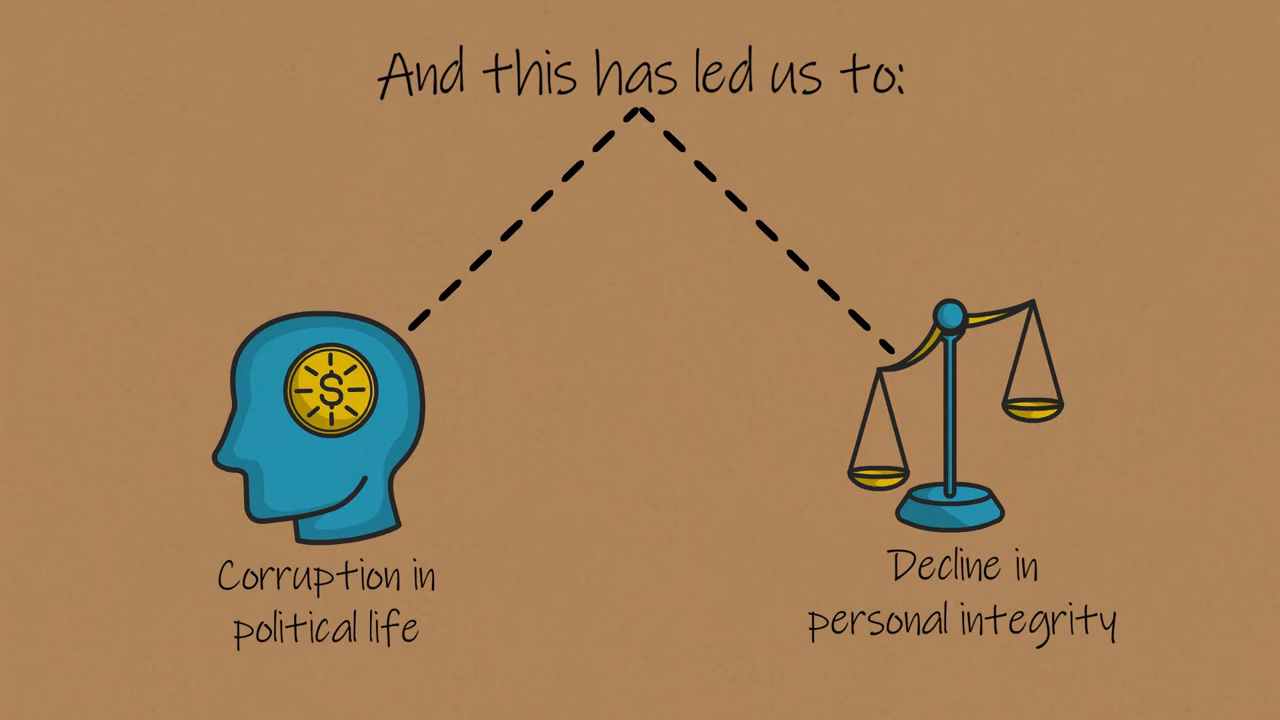 And this has led us to:
$
Corruption in
political life
Decline in
personal integrity